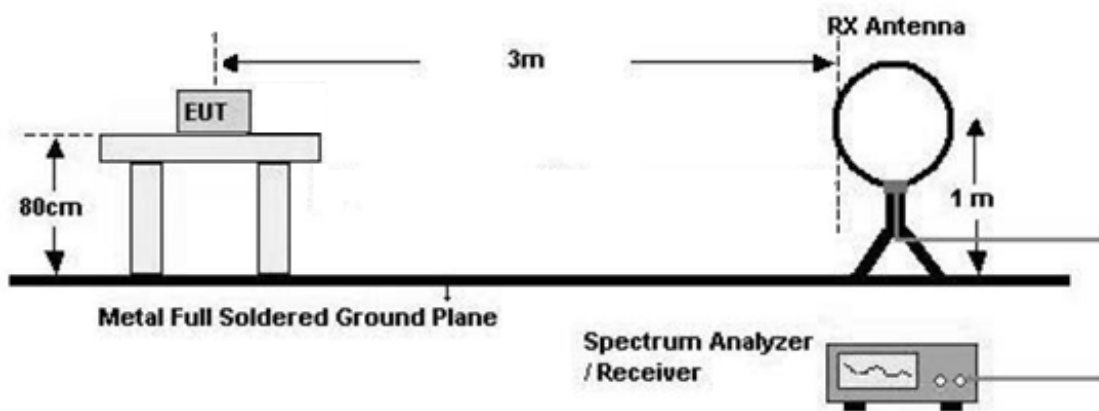 RX Antenna
3m
EUT
80cm
1 m
Metal Full Soldered Ground Plane
Spectrum Analyzer
/ Receiver